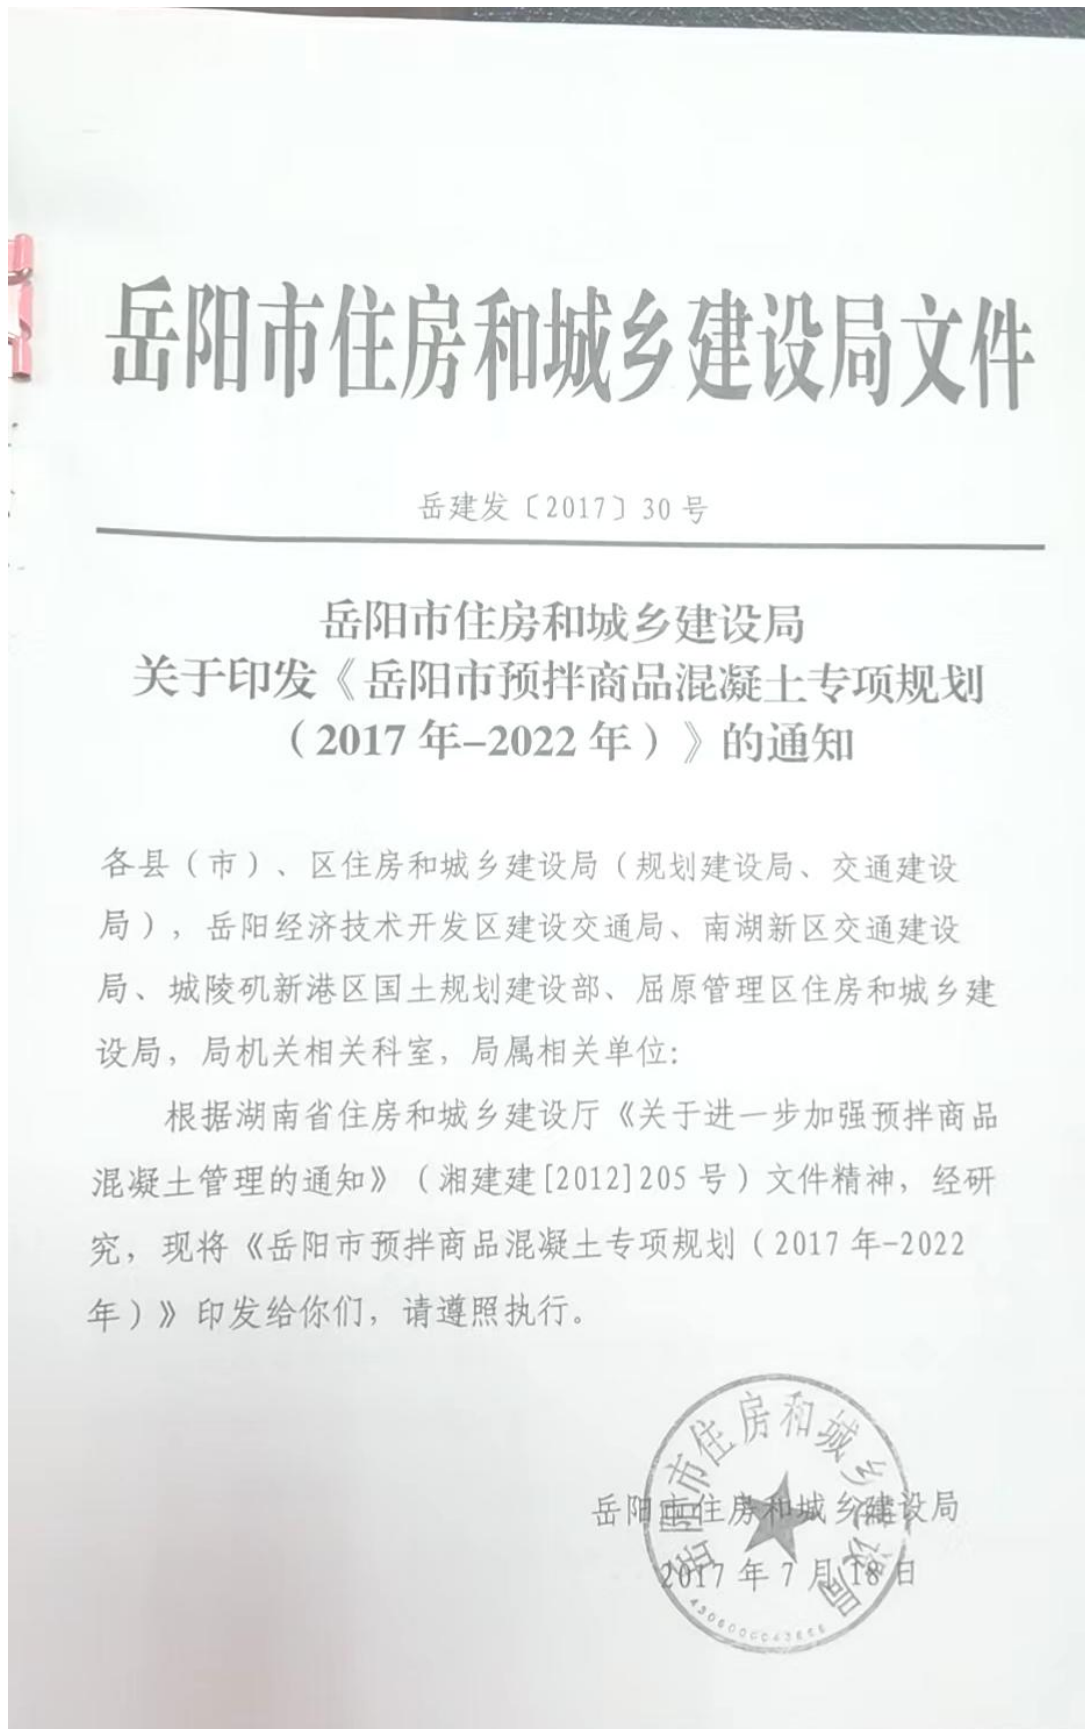 岳阳市住房和城乡建设局文件
岳建发〔2017〕30号
岳阳市住房和城乡建设局
关于印发《岳阳市预拌商品混凝土专项规划
（2017年-2022年）》的通知
各县（市）、区住房和城乡建设局（规划建设局、交通建设
局），岳阳经济技术开发区建设交通局、南湖新区交通建设
局、城陵矶新港区国土规划建设部、屈原管理区住房和城乡建
设局，局机关相关科室，局属相关单位：
根据湖南省住房和城乡建设厅《关于进一步加强预拌商品
混凝土管理的通知》（湘建建[2012]205号）文件精神，经研
究，现将《岳阳市预拌商品混凝土专项规划（2017年-2022
年）》印发给你们，请遵照执行。
岳阳市住房和城乡建设局
岳阳市住房和城乡建设局
2017年7月18日